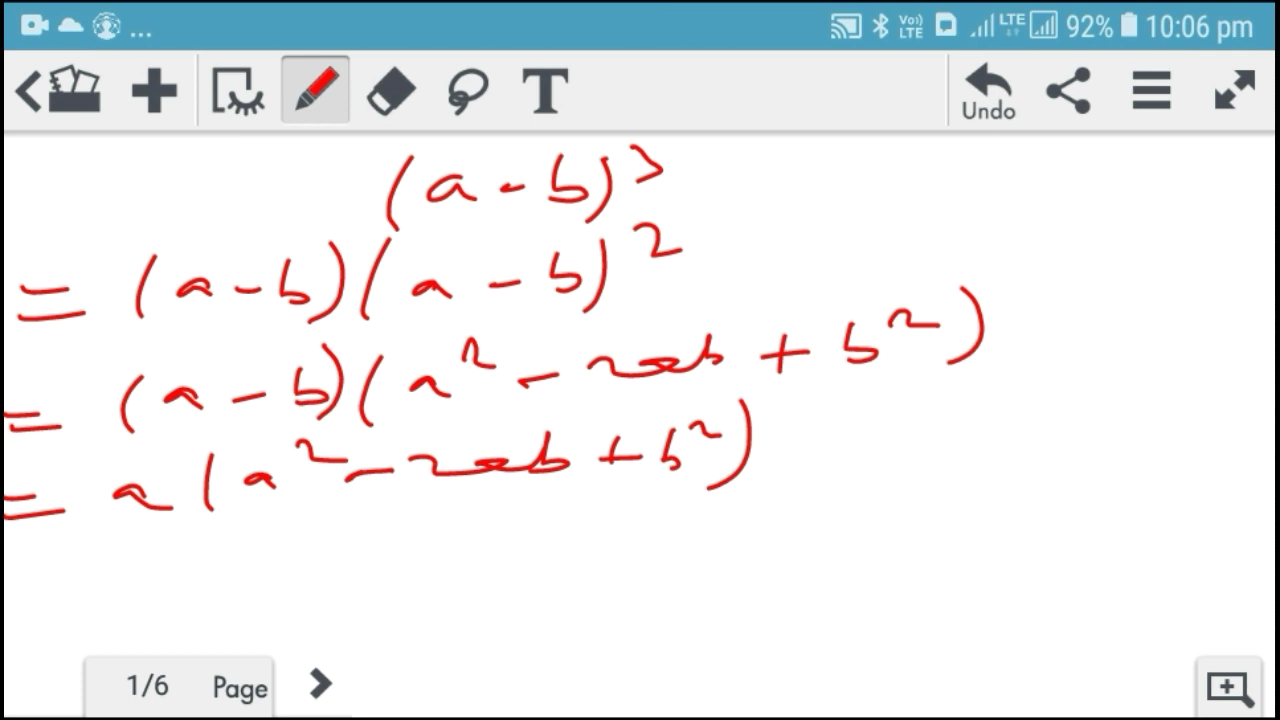 92% 10:06 pm
T Undo
(a - b)³
= (a - b)(a - b)²
= (a - b)(a² - 2ab + b²)
= a(a² - 2ab + b²)
1/6 Page